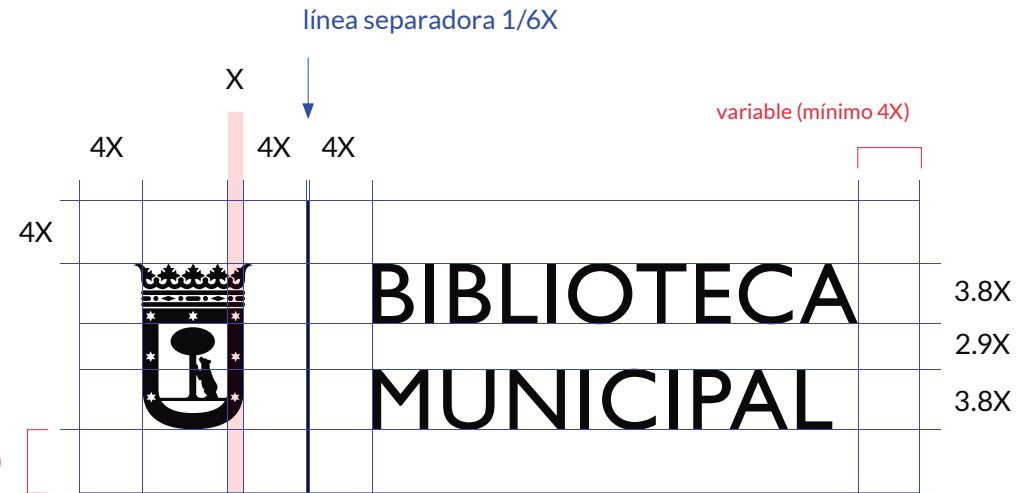 línea separadora 1/6X
X
variable (mínimo 4X)
4X 4X 4X
4X
BIBLIOTECA
3.8X
2.9X
MUNICIPAL
3.8X